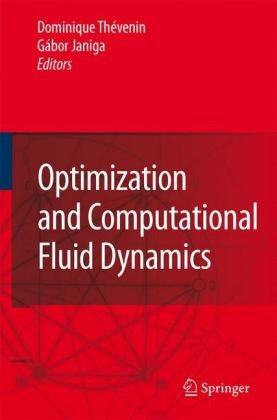 Dominique Thévenin
Gábor Janiga
Editors
Optimization
and Computational
Fluid Dynamics
Springer